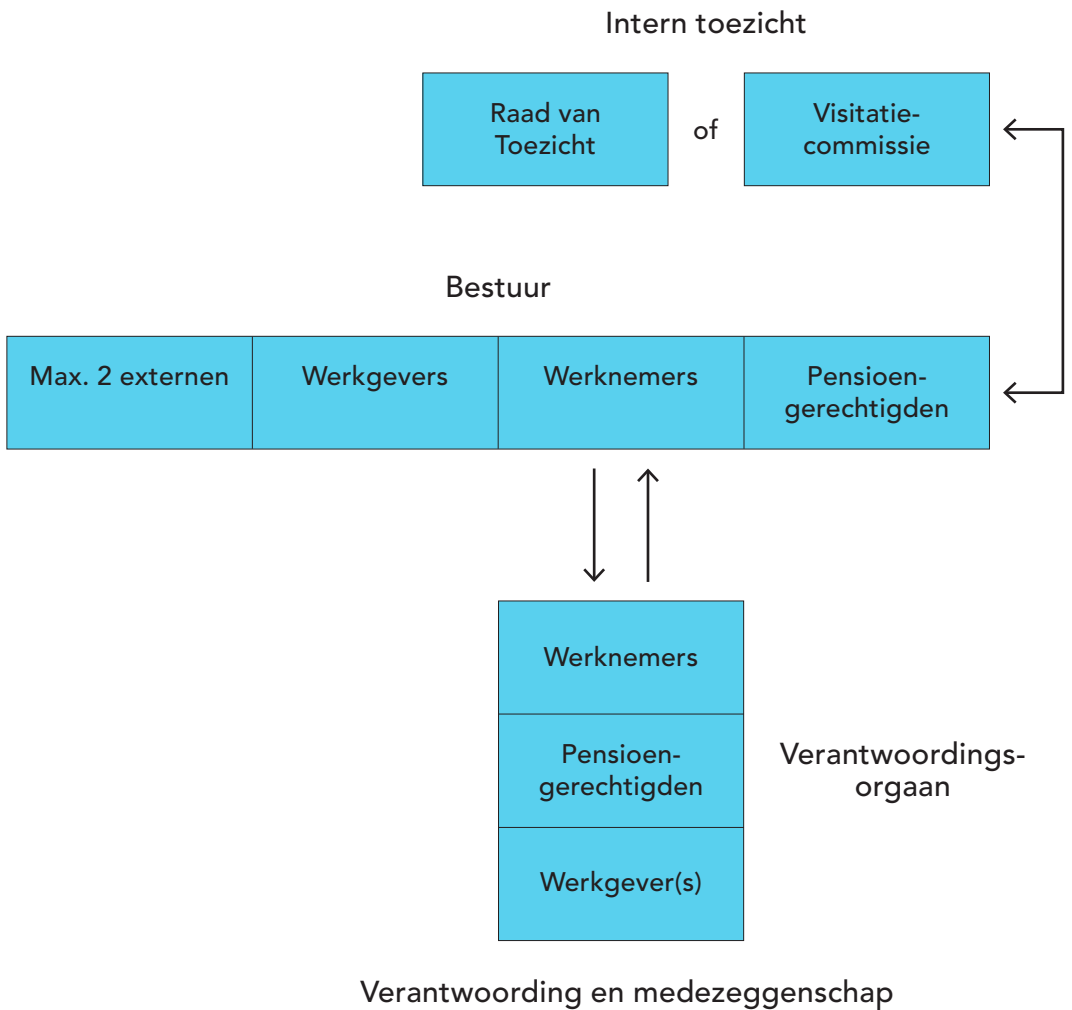 Intern toezicht
Raad van
Toezicht
of
Visitatie-
commissie
Bestuur
Max. 2 externen
Werkgevers
Werknemers
Pensioen-
gerechtigden
Werknemers
Pensioen-
gerechtigden
Werkgever(s)
Verantwoordings-
orgaan
Verantwoording en medezeggenschap